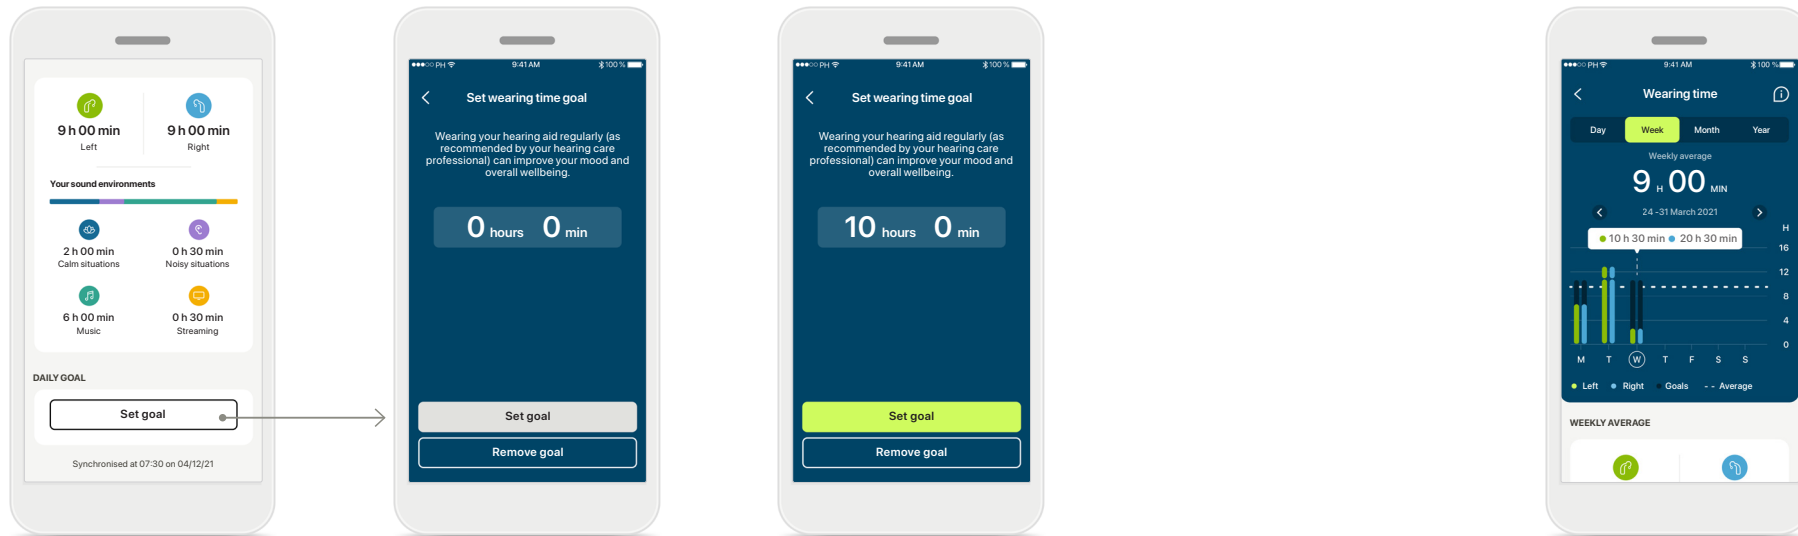 9 h 00 min
Left
9 h 00 min
Right
Your sound environments
2 h 00 min
Calm situations
0 h 30 min
Noisy situations
6 h 00 min
Music
0 h 30 min
Streaming
DAILY GOAL
Set goal
Synchronised at 07:30 on 04/12/21
PH 9:41 AM 100 %
Set wearing time goal
Wearing your hearing aid regularly (as
recommended by your hearing care
professional) can improve your mood and
overall wellbeing.
0 hours 0 min
Set goal
Remove goal
PH 9:41 AM 100 %
Set wearing time goal
Wearing your hearing aid regularly (as
recommended by your hearing care
professional) can improve your mood and
overall wellbeing.
10 hours 0 min
Set goal
Remove goal
PH 9:41 AM 100 %
Wearing time
Day Week Month Year
Weekly average
9 H 00 MIN
24 -31 March 2021
H
10 h 30 min 20 h 30 min
16
12
8
4
0
M T W T F S S
Left Right Goals - - Average
WEEKLY AVERAGE